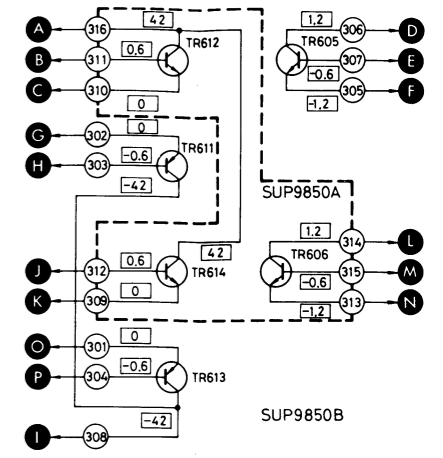 A 316 42 1,2 306 D
B 311 0,6 TR612 TR605 307 E
-0,6
C 310 305 F
0 -1,2
G 302 0
H 303 -0,6 TR611
-42 SUP9850A
42 1.2 314 L
J 312 0,6 TR614 TR606 315 M
-0,6
K 309 0 313 N
-1,2
O 301 0
P 304 -0,6 TR613
-42 SUP9850B
I 308